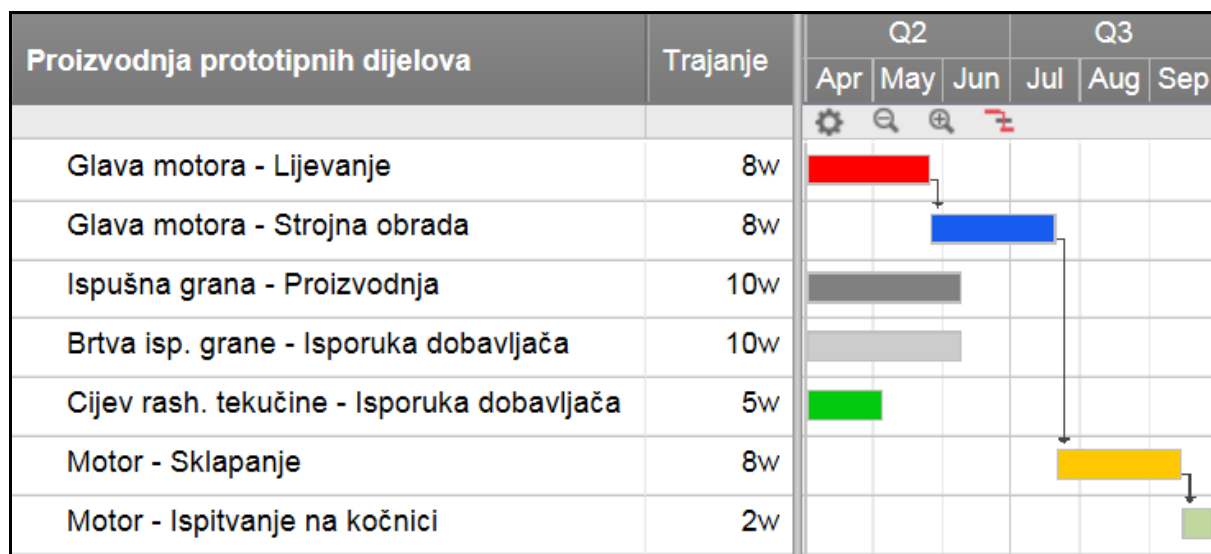 Proizvodnja prototipnih dijelova Trajanje Q2 Q3
Apr May Jun Jul Aug Sep
Glava motora - Lijevanje 8w
Glava motora - Strojna obrada 8w
Ispušna grana - Proizvodnja 10w
Brtva isp. grane - Isporuka dobavljača 10w
Cijev rash. tekučine - Isporuka dobavljača 5w
Motor - Sklapanje 8w
Motor - Ispitvanje na kočnici 2w